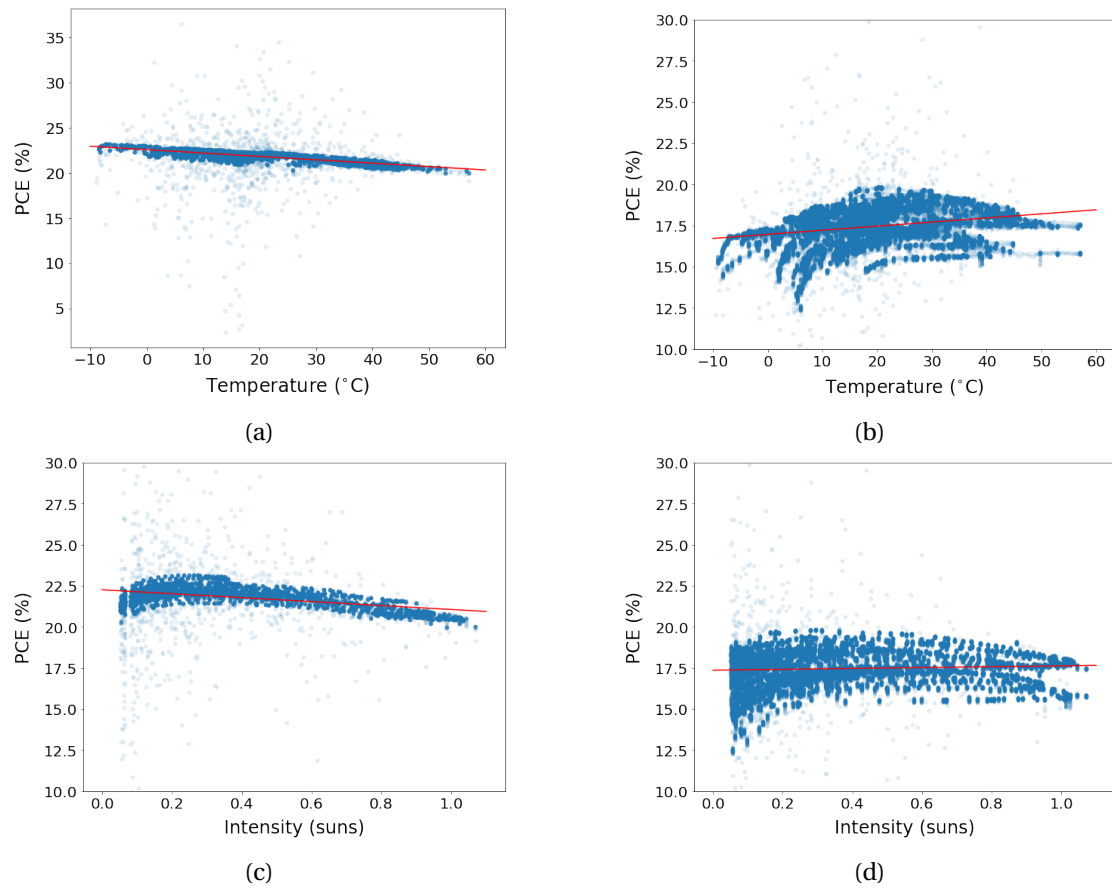 35
30
25
20
15
10
5
PCE (%)
−10 0 10 20 30 40 50 60
Temperature (°C)
(a)
30.0
27.5
25.0
22.5
20.0
17.5
15.0
12.5
10.0
PCE (%)
−10 0 10 20 30 40 50 60
Temperature (°C)
(b)
30.0
27.5
25.0
22.5
20.0
17.5
15.0
12.5
10.0
PCE (%)
0.0 0.2 0.4 0.6 0.8 1.0
Intensity (suns)
(c)
30.0
27.5
25.0
22.5
20.0
17.5
15.0
12.5
10.0
PCE (%)
0.0 0.2 0.4 0.6 0.8 1.0
Intensity (suns)
(d)